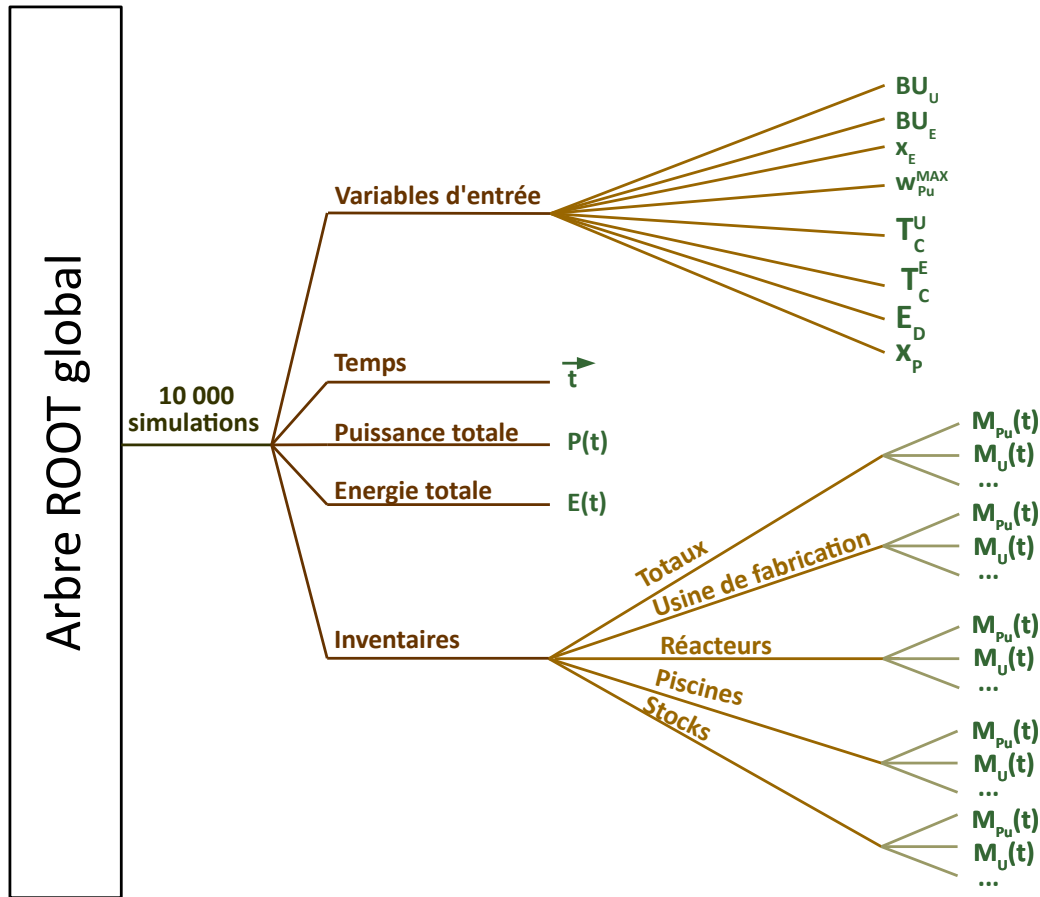 Arbre ROOT global
10 000
simulations
Variables d'entrée
BU_U
BU_E
x_E
w_Pu^MAX
T_C^U
T_C^E
E_D
x_P
Temps
t
Puissance totale
P(t)
Energie totale
E(t)
Inventaires
Totaux
M_Pu(t)
M_U(t)
...
Usine de fabrication
M_Pu(t)
M_U(t)
...
Réacteurs
M_Pu(t)
M_U(t)
...
Piscines
M_Pu(t)
M_U(t)
...
Stocks
M_Pu(t)
M_U(t)
...